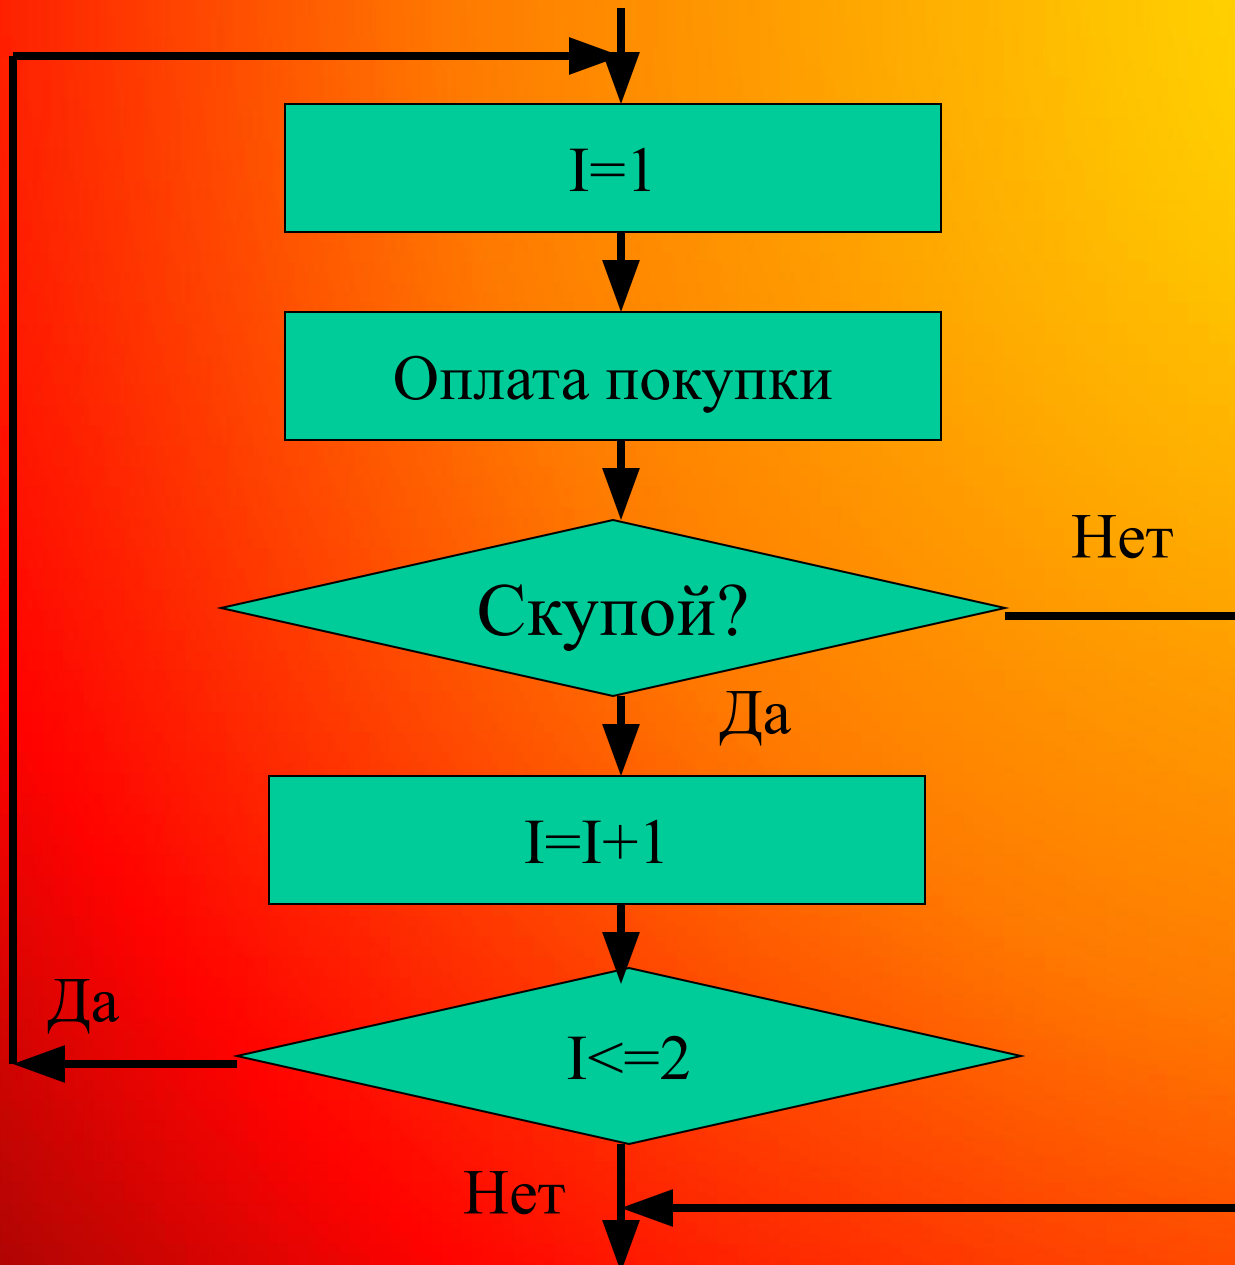 I=1
Оплата покупки
Нет
Скупой?
Да
I=I+1
Да
I<=2
Нет